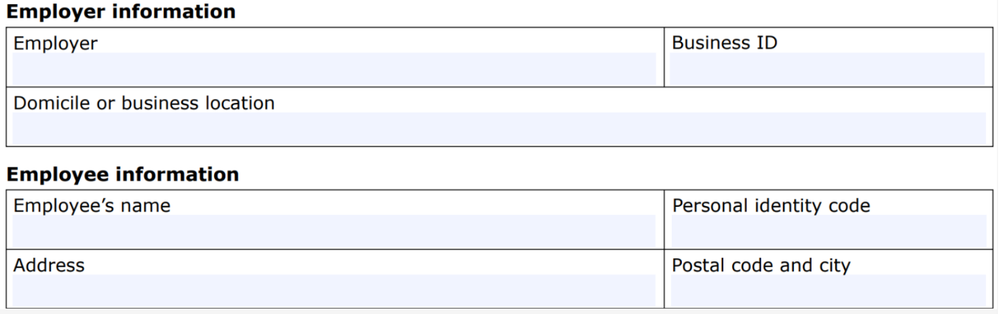 Employer information
Employer Business ID
Domicile or business location
Employee information
Employee’s name Personal identity code
Address Postal code and city